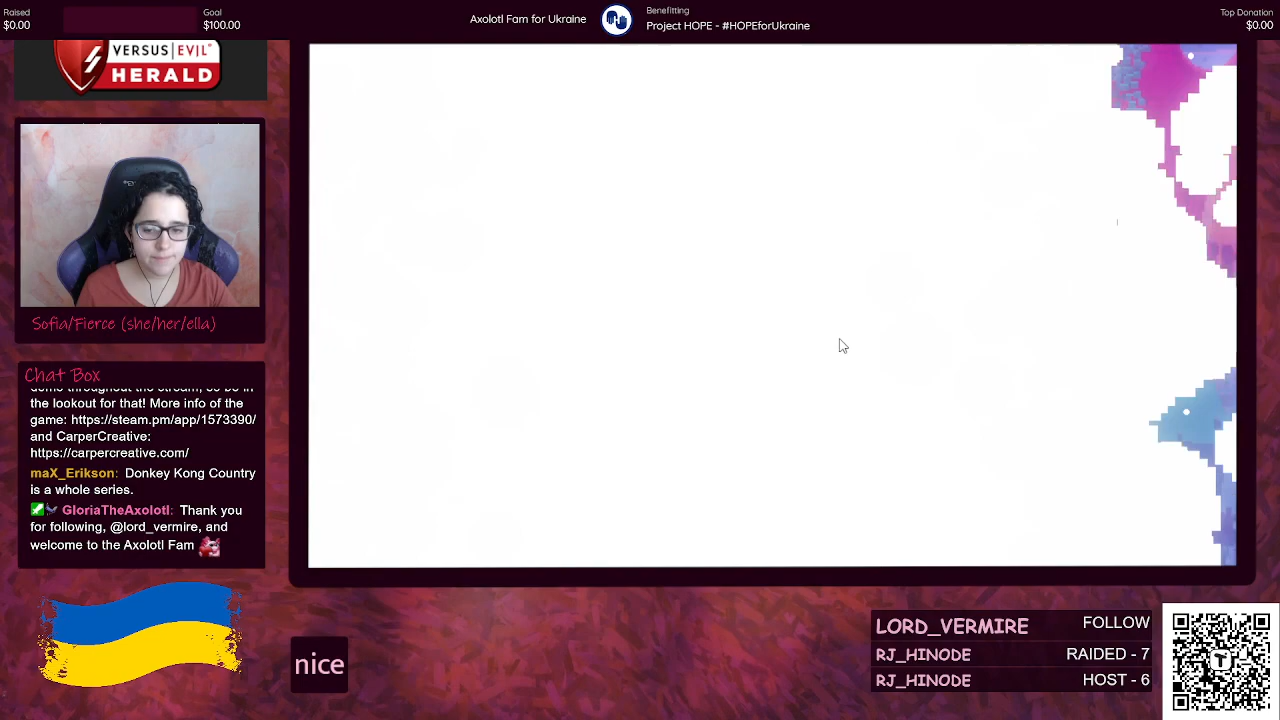 Raised
$0.00
Goal
$100.00
Axolotl Fam for Ukraine
Benefitting
Project HOPE - #HOPEforUkraine
Top Donation
$0.00
VERSUS|EVIL
HERALD
Sofia/Fierce (she/her/ella)
Chat Box
the lookout for that! More info of the
game: https://steam.pm/app/1573390/
and CarperCreative:
https://carpercreative.com/
maX_Erikson: Donkey Kong Country
is a whole series.
GloriaTheAxolotl: Thank you
for following, @lord_vermire, and
welcome to the Axolotl Fam
nice
LORD_VERMIRE FOLLOW
RJ_HINODE RAIDED - 7
RJ_HINODE HOST - 6